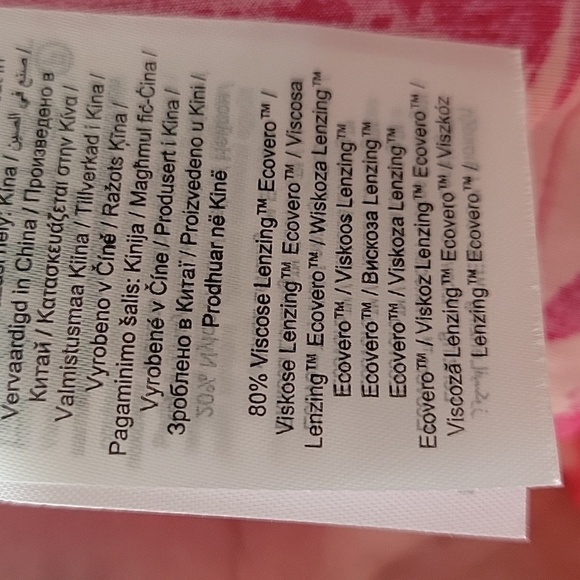 Kina / صنع في الصين /
Vervaardigd in China / Произведено в
Китай / Κατασκευάζεται στην Κίνα /
Valmistusmaa Kiina / Tillverkad i Kina /
Vyrobeno v Číně / Ražots Ķīna /
Pagaminimo šalis: Kinija / Magħmul fiċ-Ċina /
Vyrobené v Číne / Produsert i Kina /
Зроблено в Китаї / Proizvedeno u Kini /
Prodhuar në Kinë
80% Viscose Lenzing™ Ecovero™ /
Viskose Lenzing™ Ecovero™ / Viscosa
Lenzing™ Ecovero™ / Wiskoza Lenzing™
Ecovero™ / Viskoos Lenzing™
Ecovero™ / Вискоза Lenzing™
Ecovero™ / Viskoza Lenzing™
Ecovero™ / Viskoz Lenzing™ Ecovero™ /
Viscoză Lenzing™ Ecovero™ / Viszkóz
Lenzing™ Ecovero™ /